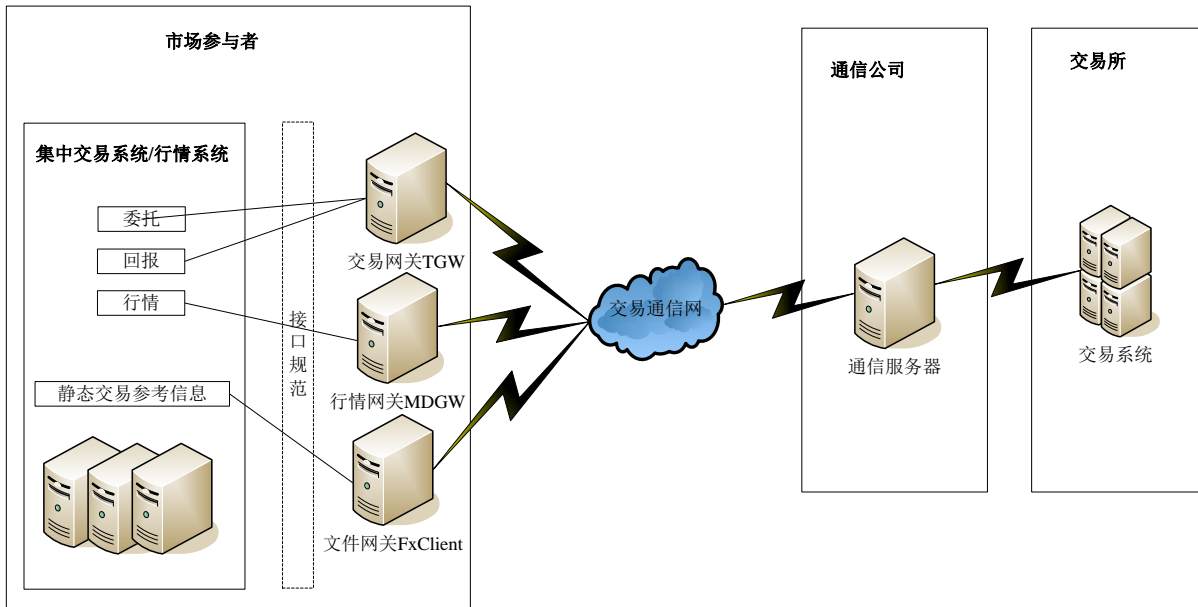 市场参与者
通信公司
交易所
集中交易系统/行情系统
委托
回报
行情
静态交易参考信息
接口规范
交易网关TGW
行情网关MDGW
文件网关FxClient
交易通信网
通信服务器
交易系统